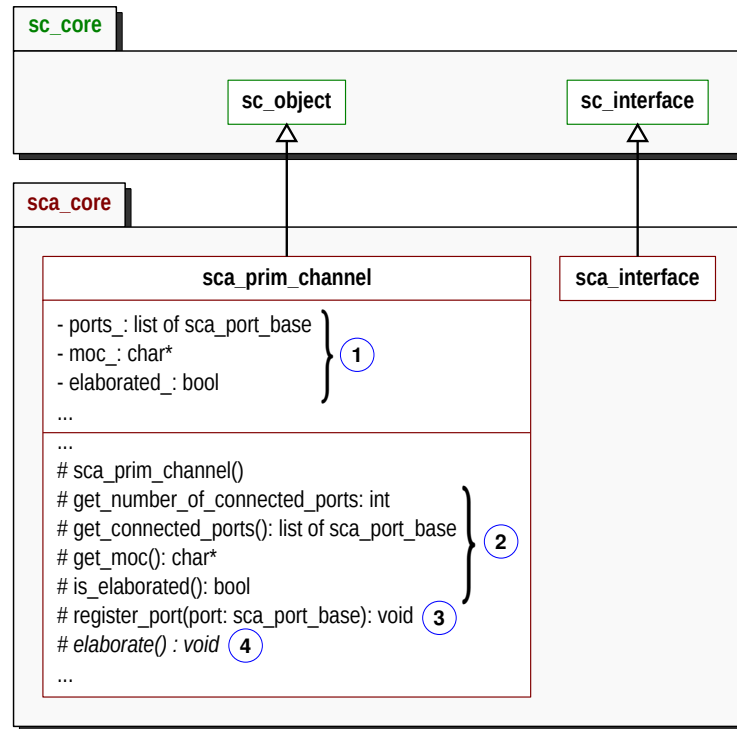 sc_core
sc_object
sc_interface
sca_core
sca_prim_channel
sca_interface
- ports_: list of sca_port_base
- moc_: char*
- elaborated_: bool
...
1
...
# sca_prim_channel()
# get_number_of_connected_ports: int
# get_connected_ports(): list of sca_port_base
# get_moc(): char*
# is_elaborated(): bool
2
# register_port(port: sca_port_base): void 3
# elaborate() : void 4
...